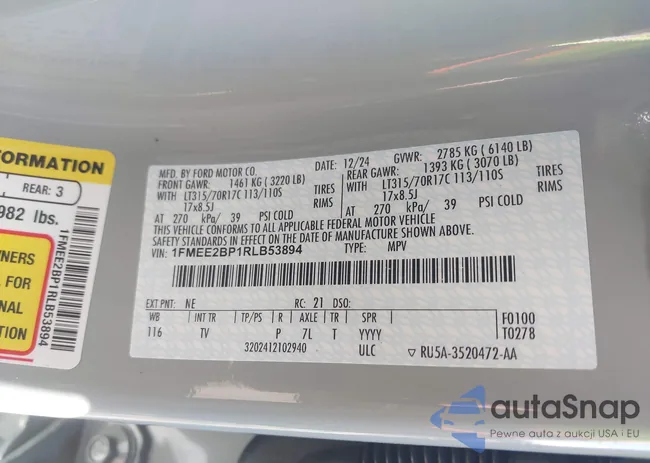 FORMATION
REAR: 3
982 lbs.
WNERS
L FOR
NAL
TION
1FMEE2BP1RLB53894
MFD. BY FORD MOTOR CO.
DATE: 12/24 GVWR: 2785 KG ( 6140 LB)
FRONT GAWR: 1461 KG ( 3220 LB)
REAR GAWR: 1393 KG ( 3070 LB)
WITH LT315/70R17C 113/110S TIRES
17x8.5J RIMS
AT 270 kPa/ 39 PSI COLD
WITH LT315/70R17C 113/110S TIRES
17x8.5J RIMS
AT 270 kPa/ 39 PSI COLD
THIS VEHICLE CONFORMS TO ALL APPLICABLE FEDERAL MOTOR VEHICLE
SAFETY STANDARDS IN EFFECT ON THE DATE OF MANUFACTURE SHOWN ABOVE.
VIN: 1FMEE2BP1RLB53894 TYPE: MPV
EXT PNT: NE RC: 21 DSO:
WB INT TR TP/PS R AXLE TR SPR F0100
116 TV P 7L T YYYY T0278
3202412102940 ULC RU5A-3520472-AA
autaSnap
Pewne auta z aukcji USA i EU